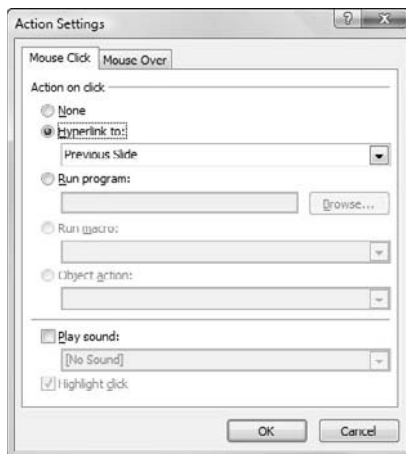 Action Settings
Mouse Click Mouse Over
Action on click
None
Hyperlink to:
Previous Slide
Run program:
Browse...
Run macro:
Object action:
Play sound:
[No Sound]
Highlight click
OK Cancel